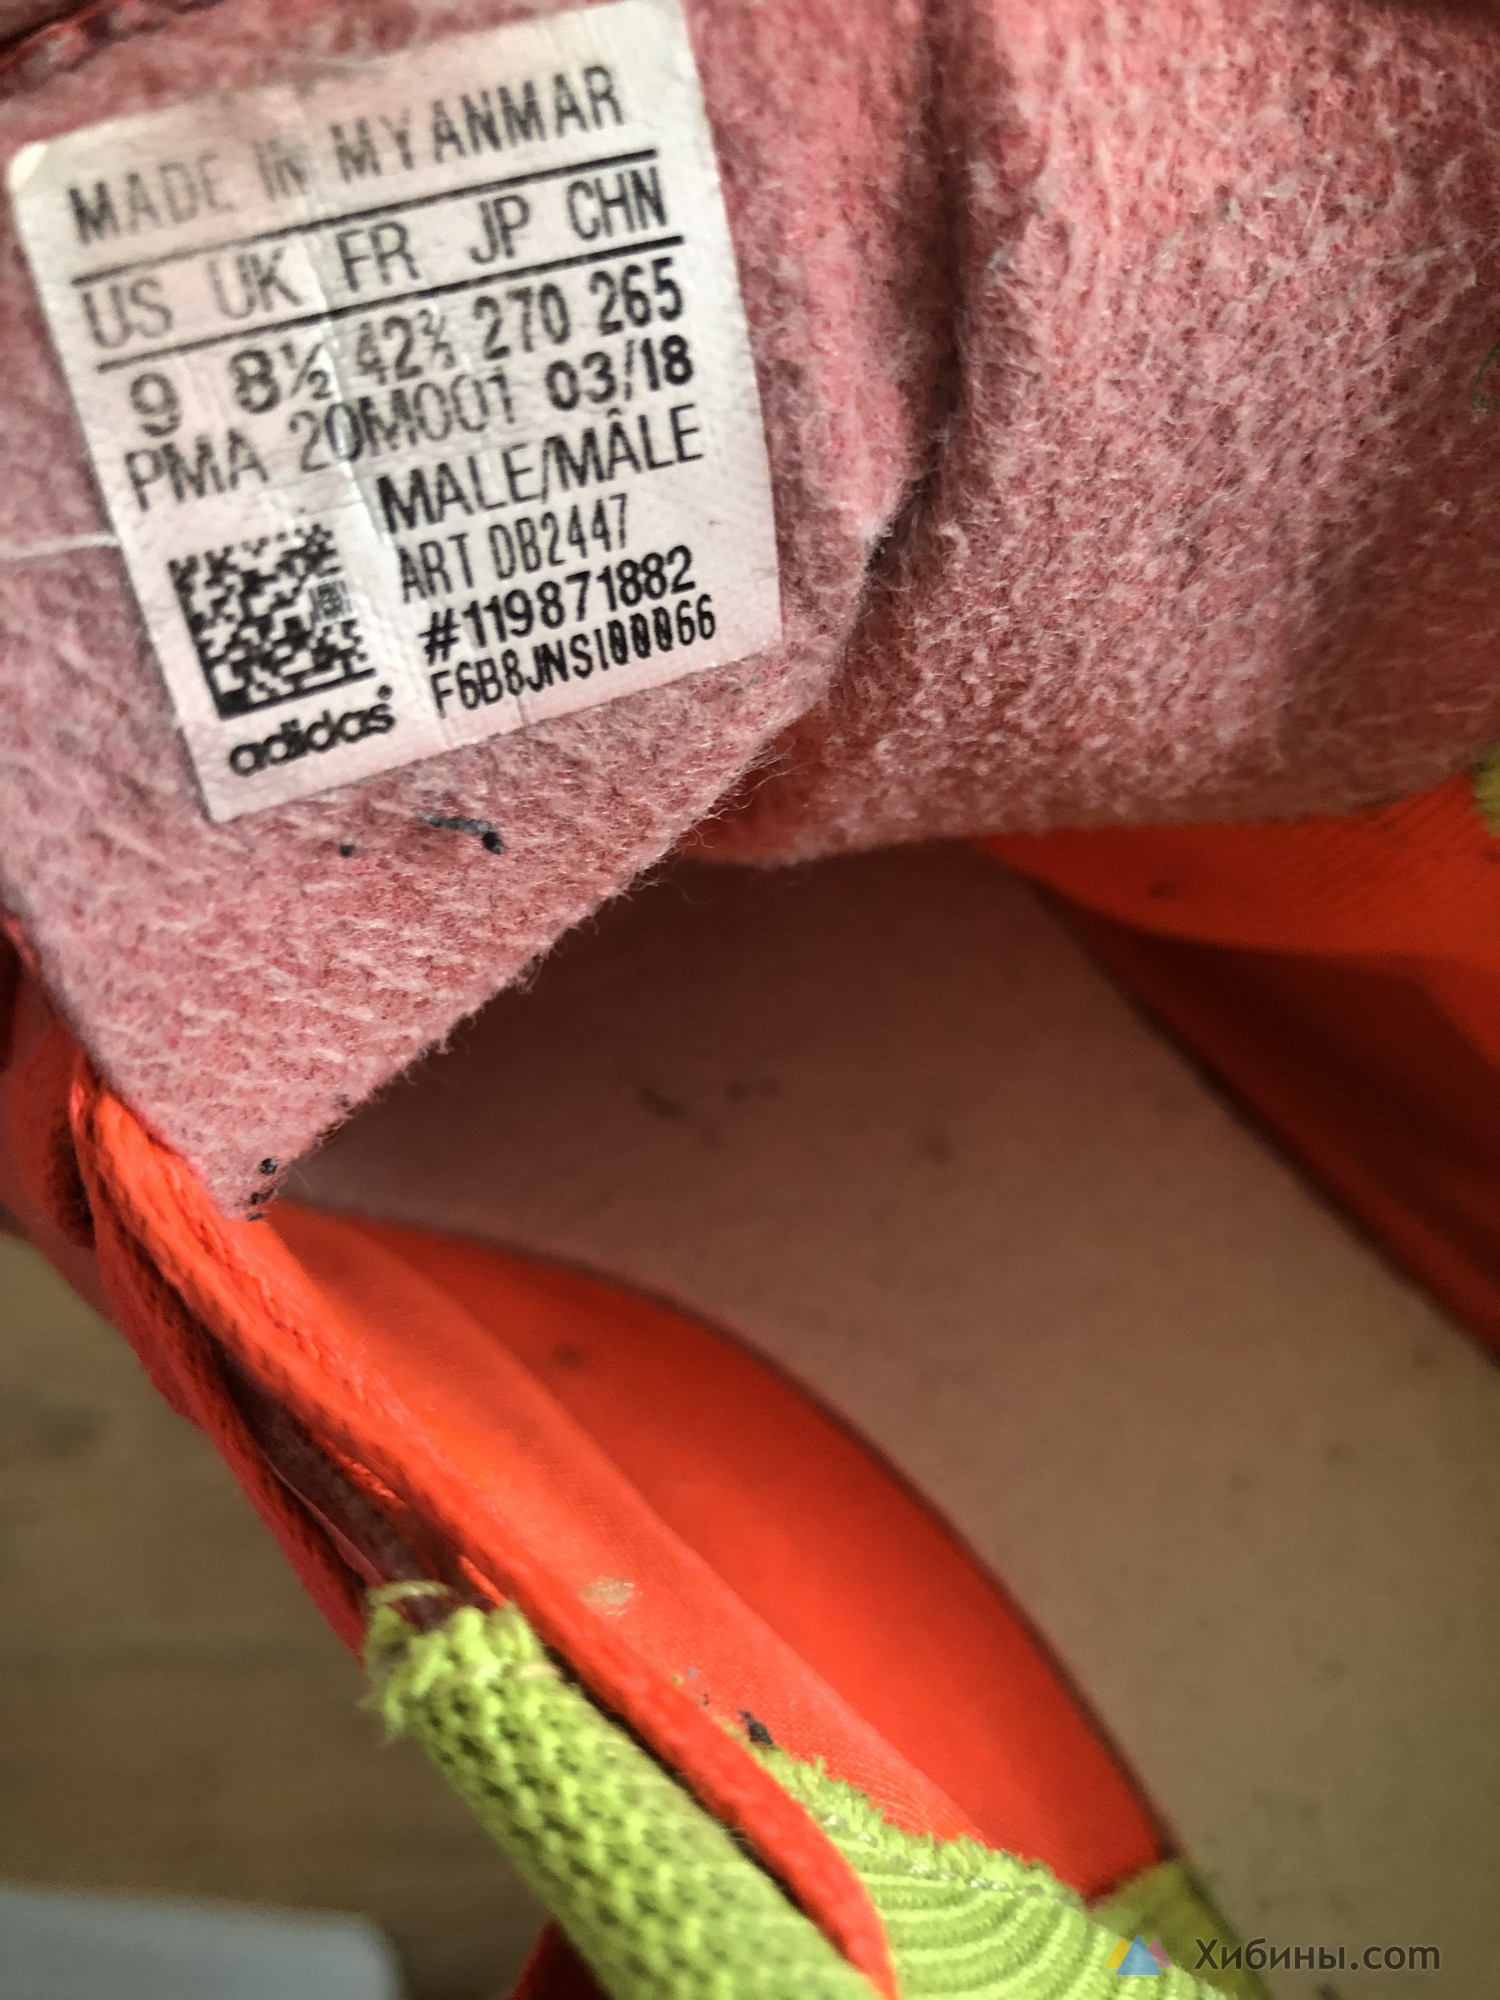 MADE IN MYANMAR
US UK FR JP CHN
9 8½ 42⅔ 270 265
PMA 20M001 03/18
MALE/MÂLE
ART DB2447
#119871882
F6B8JNSI00066
adidas®
Хибины.com